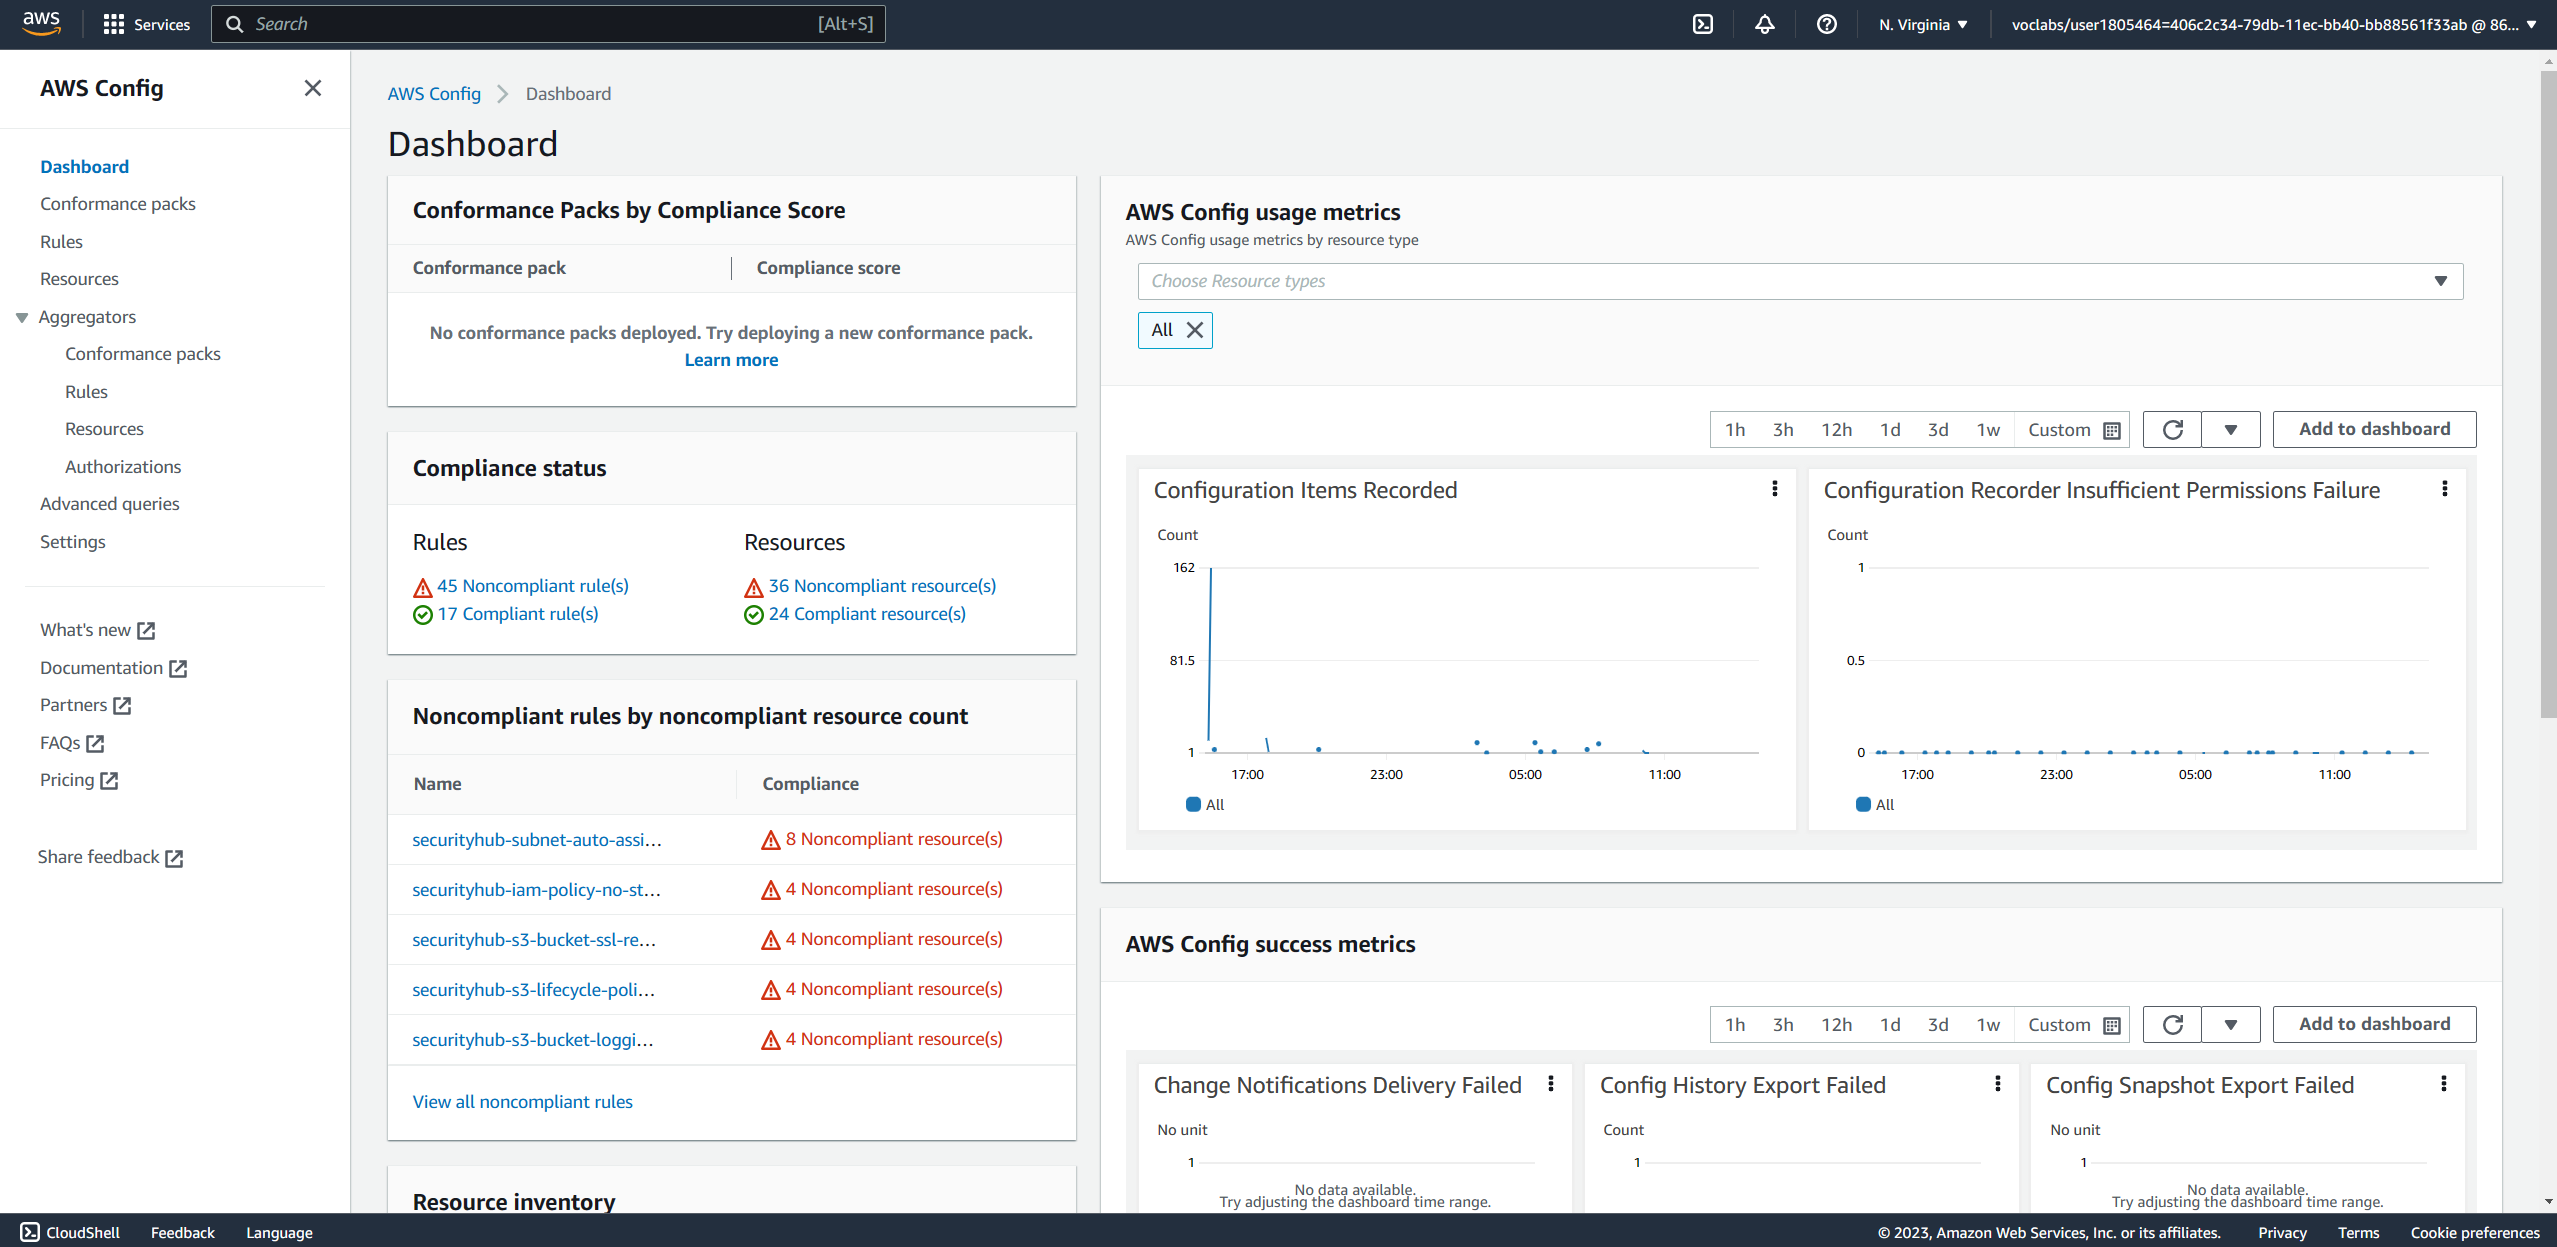 aws
Services
Search
[Alt+S]
N. Virginia
voclabs/user1805464=406c2c34-79db-11ec-bb40-bb88561f33ab @ 86...
AWS Config
Dashboard
Conformance packs
Rules
Resources
Aggregators
Conformance packs
Rules
Resources
Authorizations
Advanced queries
Settings
What's new
Documentation
Partners
FAQs
Pricing
Share feedback
AWS Config
Dashboard
Dashboard
Conformance Packs by Compliance Score
Conformance pack
Compliance score
No conformance packs deployed. Try deploying a new conformance pack.
Learn more
Compliance status
Rules
45 Noncompliant rule(s)
17 Compliant rule(s)
Resources
36 Noncompliant resource(s)
24 Compliant resource(s)
Noncompliant rules by noncompliant resource count
Name
Compliance
securityhub-subnet-auto-assi...
8 Noncompliant resource(s)
securityhub-iam-policy-no-st...
4 Noncompliant resource(s)
securityhub-s3-bucket-ssl-re...
4 Noncompliant resource(s)
securityhub-s3-lifecycle-poli...
4 Noncompliant resource(s)
securityhub-s3-bucket-loggi...
4 Noncompliant resource(s)
View all noncompliant rules
Resource inventory
AWS Config usage metrics
AWS Config usage metrics by resource type
Choose Resource types
All
1h 3h 12h 1d 3d 1w Custom
Add to dashboard
Configuration Items Recorded
Count
162
81.5
1
17:00 23:00 05:00 11:00
All
Configuration Recorder Insufficient Permissions Failure
Count
1
0.5
0
17:00 23:00 05:00 11:00
All
AWS Config success metrics
1h 3h 12h 1d 3d 1w Custom
Add to dashboard
Change Notifications Delivery Failed
No unit
1
No data available.
Try adjusting the dashboard time range.
Config History Export Failed
Count
1
Config Snapshot Export Failed
No unit
1
No data available.
Try adjusting the dashboard time range.
CloudShell
Feedback
Language
© 2023, Amazon Web Services, Inc. or its affiliates.
Privacy
Terms
Cookie preferences